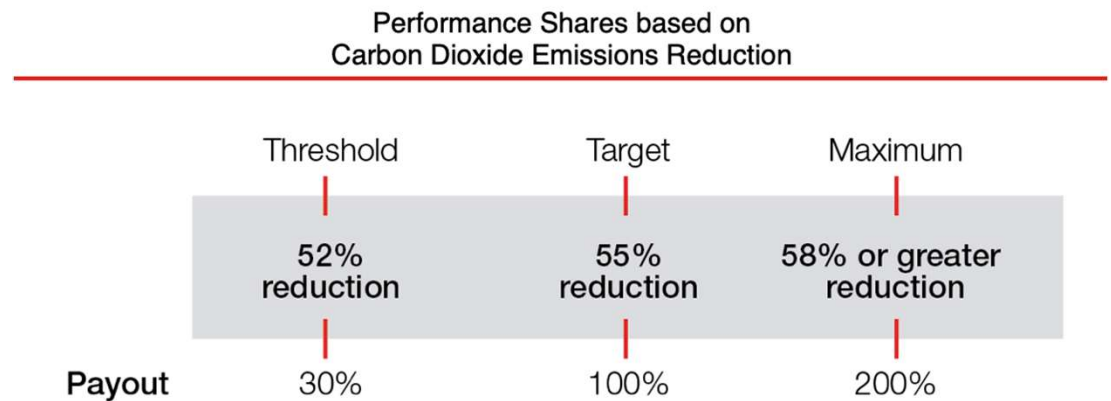 Performance Shares based on
Carbon Dioxide Emissions Reduction
Threshold Target Maximum
52% 55% 58% or greater
reduction reduction reduction
Payout 30% 100% 200%